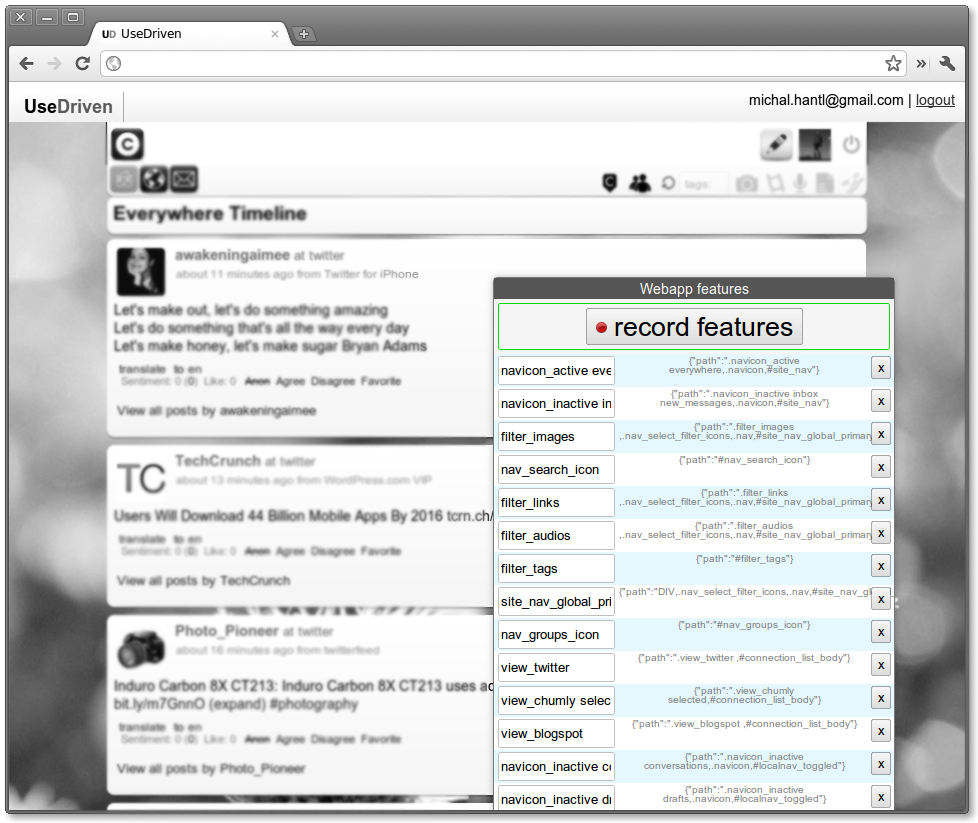 UD UseDriven
UseDriven
michal.hantl@gmail.com | logout
tags:
Everywhere Timeline
awakeningaimee at twitter
about 11 minutes ago from Twitter for iPhone
Let's make out, let's do something amazing
Let's do something that's all the way every day
Let's make honey, let's make sugar Bryan Adams
translate to en
Sentiment: 0 (0) Like: 0 Anon Agree Disagree Favorite
View all posts by awakeningaimee
TC
TechCrunch at twitter
about 13 minutes ago from WordPress.com VIP
Users Will Download 44 Billion Mobile Apps By 2016 tcrn.ch/
translate to en
Sentiment: 0 (0) Like: 0 Anon Agree Disagree Favorite
View all posts by TechCrunch
Photo_Pioneer at twitter
about 16 minutes ago from twitterfeed
Induro Carbon 8X CT213: Induro Carbon 8X CT213 uses
bit.ly/m7GnnO (expand) #photography
translate to en
Sentiment: 0 (0) Like: 0 Anon Agree Disagree Favorite
View all posts by Photo_Pioneer
Webapp features
record features
navicon_active eve
{"path":".navicon_active
everywhere,.navicon,#site_nav"}
x
navicon_inactive in
{"path":".navicon_inactive inbox
new_messages,.navicon,#site_nav"}
x
filter_images
{"path":".filter_images
,.nav_select_filter_icons,.nav,#site_nav_global_primary
x
nav_search_icon
{"path":"#nav_search_icon"}
x
filter_links
{"path":".filter_links
,.nav_select_filter_icons,.nav,#site_nav_global_primary
x
filter_audios
{"path":".filter_audios
,.nav_select_filter_icons,.nav,#site_nav_global_primary
x
filter_tags
{"path":"#filter_tags"}
x
site_nav_global_pri
{"path":"DIV,.nav_select_filter_icons,.nav,#site_nav_gl
x
nav_groups_icon
{"path":"#nav_groups_icon"}
x
view_twitter
{"path":".view_twitter ,#connection_list_body"}
x
view_chumly selec
{"path":".view_chumly
selected,#connection_list_body"}
x
view_blogspot
{"path":".view_blogspot ,#connection_list_body"}
x
navicon_inactive co
{"path":".navicon_inactive
conversations,.navicon,#localnav_toggled"}
x
navicon_inactive dr
{"path":".navicon_inactive
drafts,.navicon,#localnav_toggled"}
x